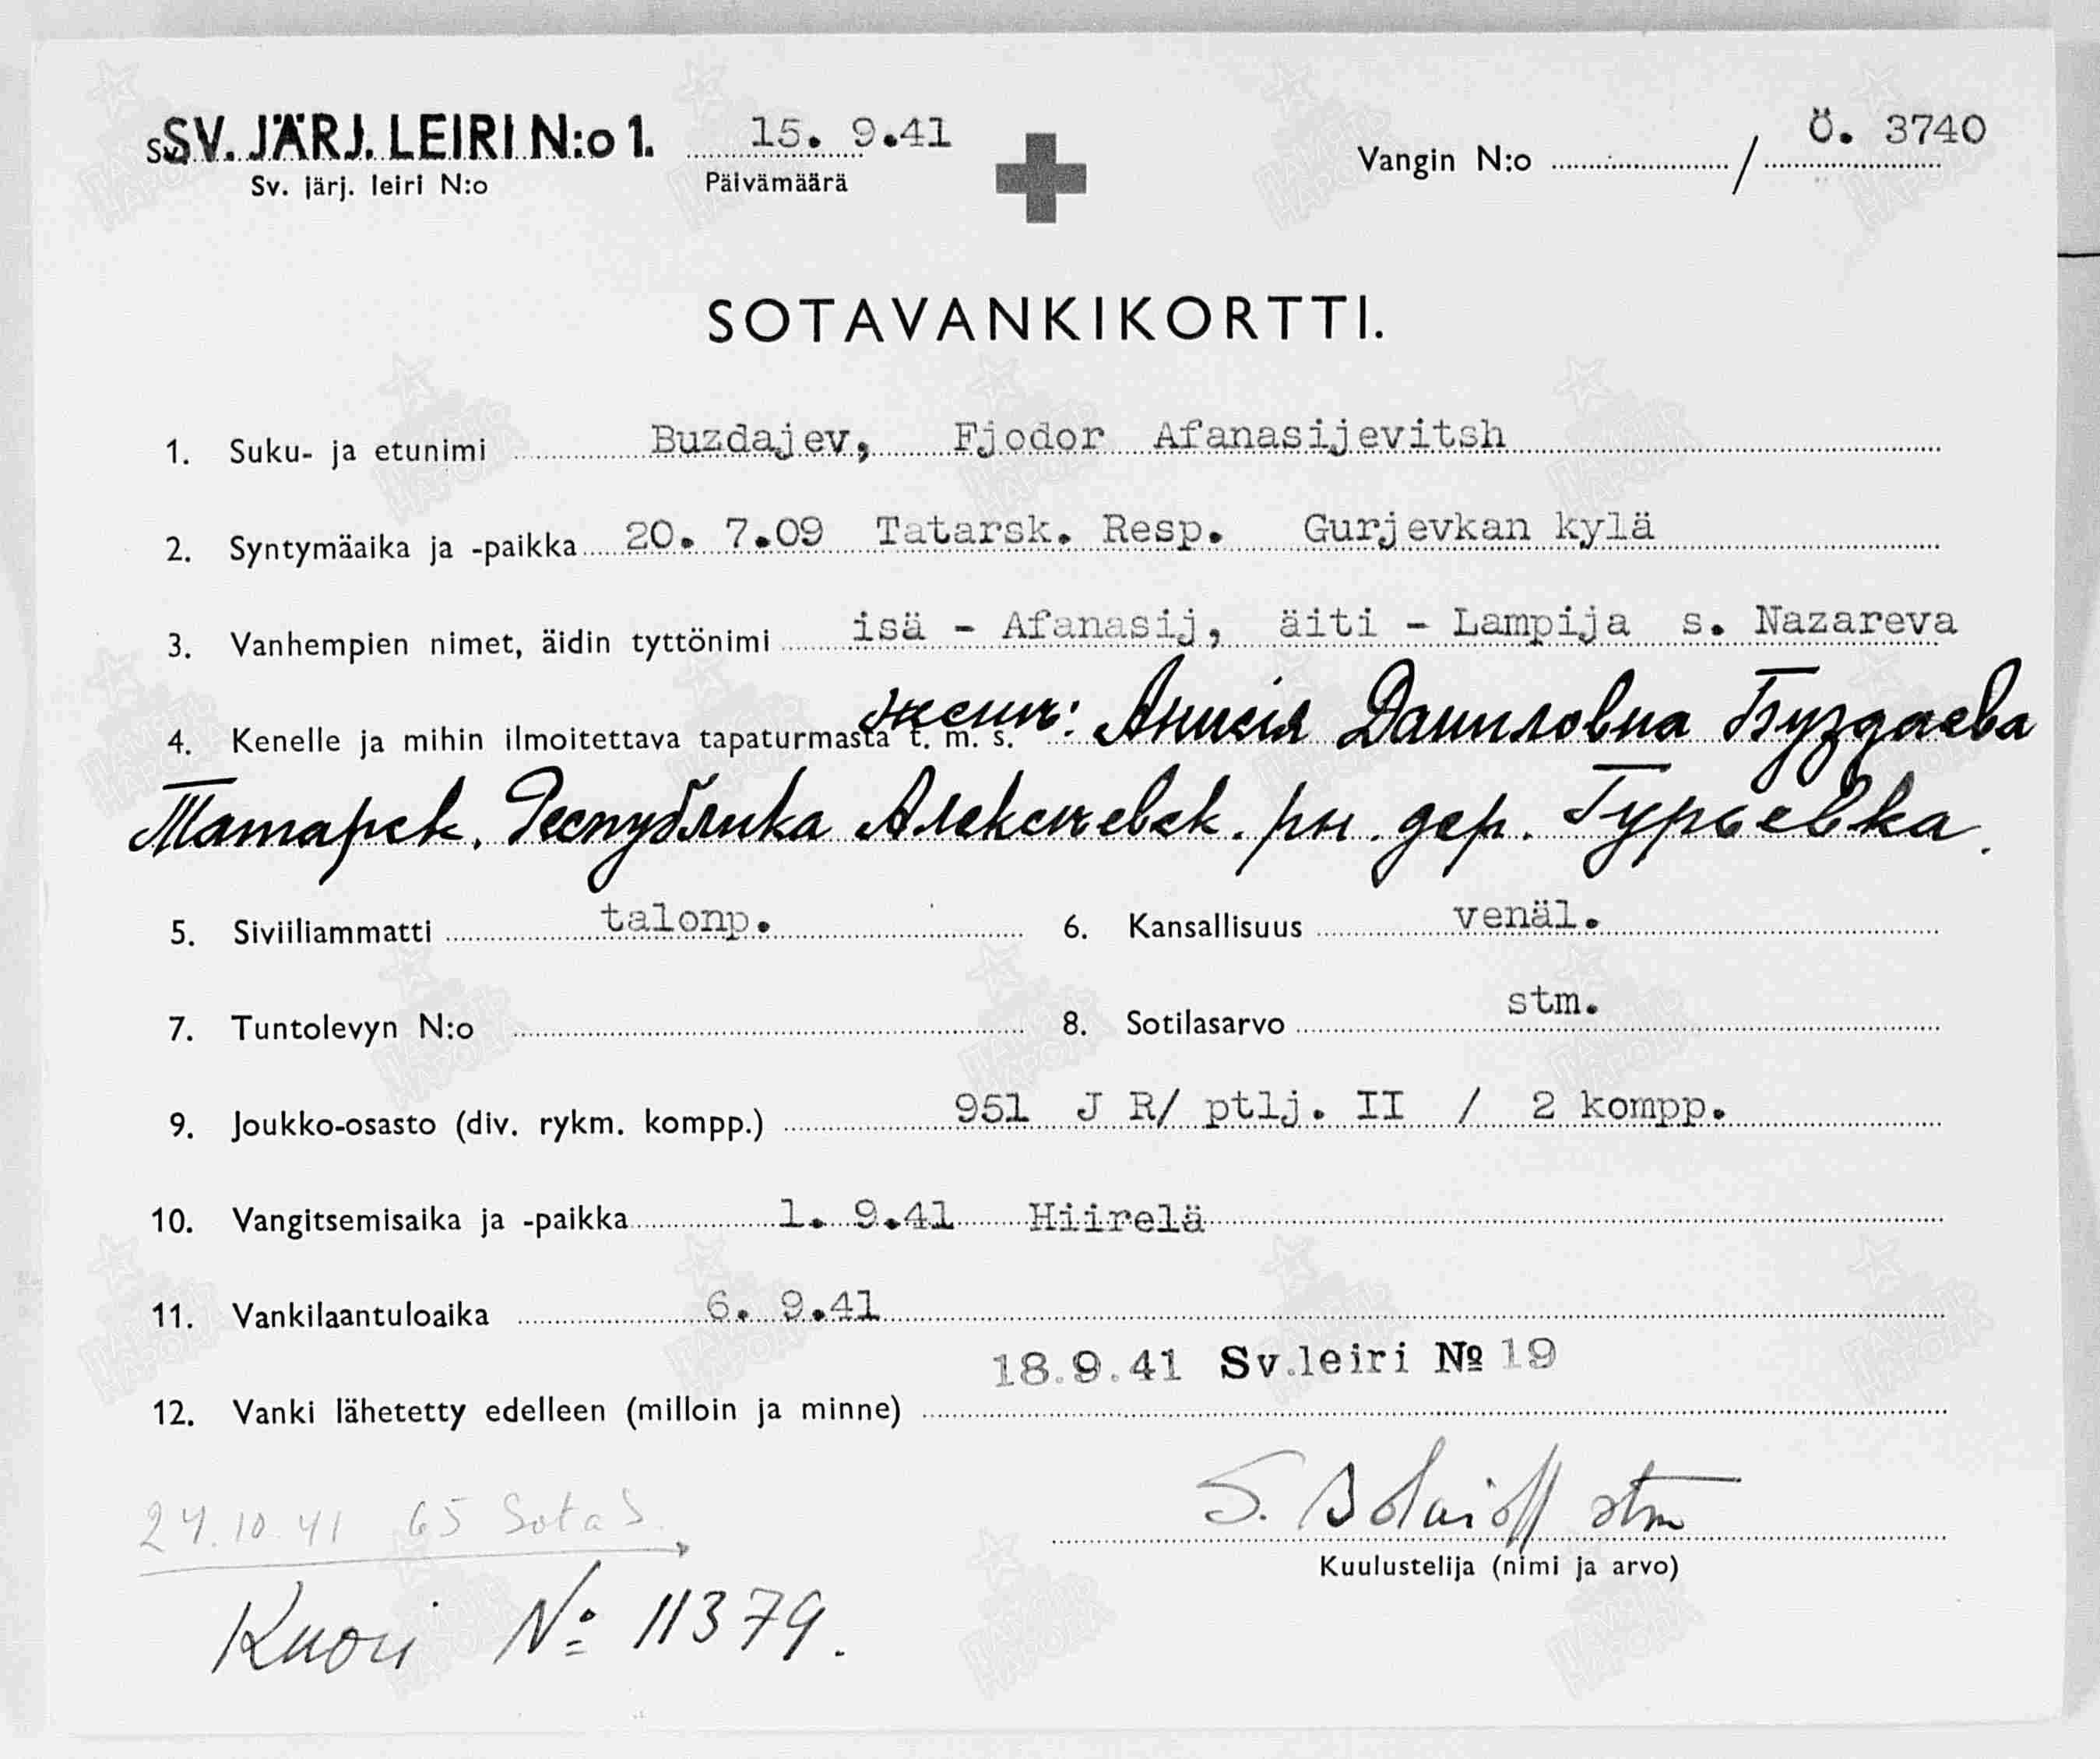 sSV. JÄRJ. LEIRI N:o 1. 15. 9.41 Vangin N:o / Ö. 3740
Sv. järj. leiri N:o Päivämäärä
SOTAVANKIKORTTI.
1. Suku- ja etunimi Buzdajev, Fjodor Afanasijevitsh
2. Syntymäaika ja -paikka 20. 7.09 Tatarsk. Resp. Gurjevkan kylä
3. Vanhempien nimet, äidin tyttönimi isä - Afanasij, äiti - Lampija s. Nazareva
4. Kenelle ja mihin ilmoitettava tapaturmasta t. m. s. Даниловна Буздаева
Татарск. Республика Алексеевск. рн. дер. Гурьевка.
5. Siviiliammatti talonp. 6. Kansallisuus venäl.
7. Tuntolevyn N:o 8. Sotilasarvo stm.
9. Joukko-osasto (div. rykm. kompp.) 951 J R/ ptlj. II / 2 kompp.
10. Vangitsemisaika ja -paikka 1. 9.41 Hiirelä
11. Vankilaantuloaika 6. 9.41
18.9.41 Sv.leiri № 19
12. Vanki lähetetty edelleen (milloin ja minne)
24.10.41 65 Sota S.
S. stm
Kuulustelija (nimi ja arvo)
Kuori №: 11379.
ПАМЯТЬ НАРОДА